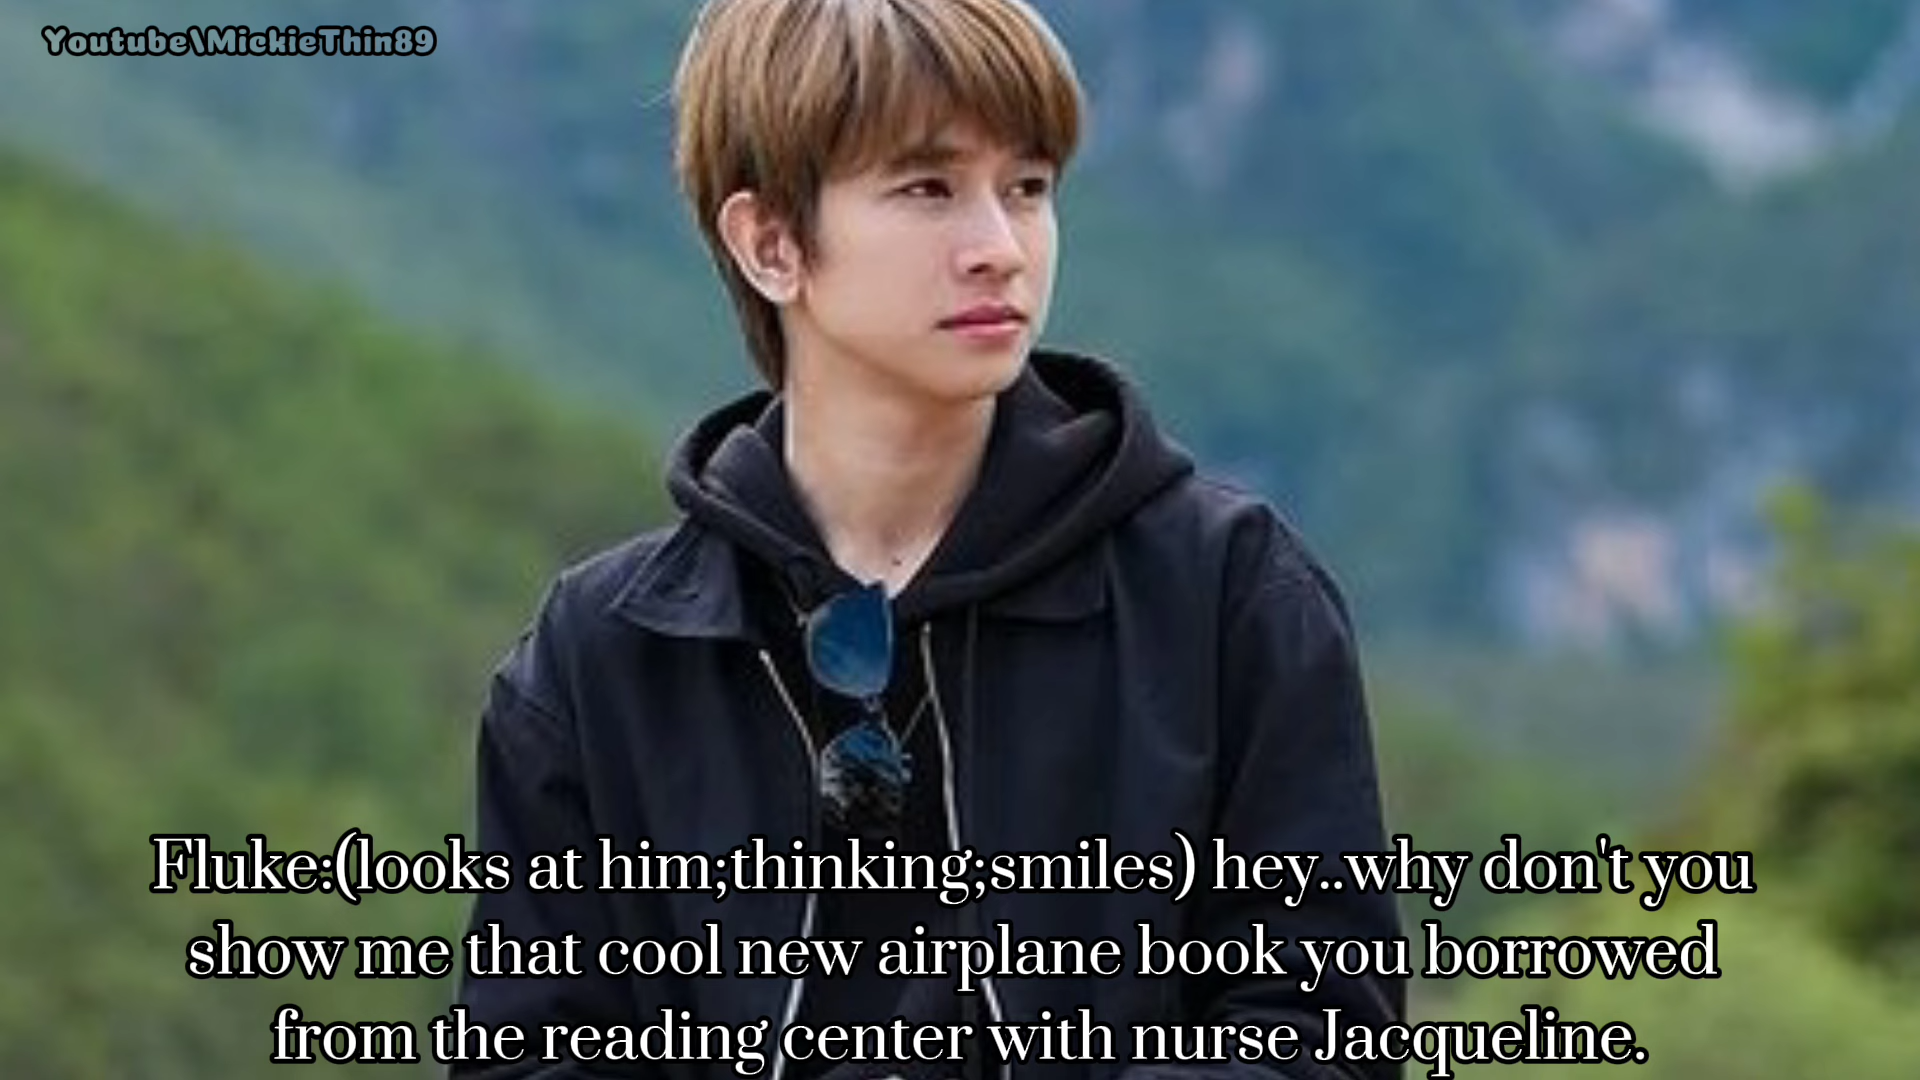 Youtube\MickieThin89
Fluke:(looks at him;thinking;smiles) hey..why don't you
show me that cool new airplane book you borrowed
from the reading center with nurse Jacqueline.